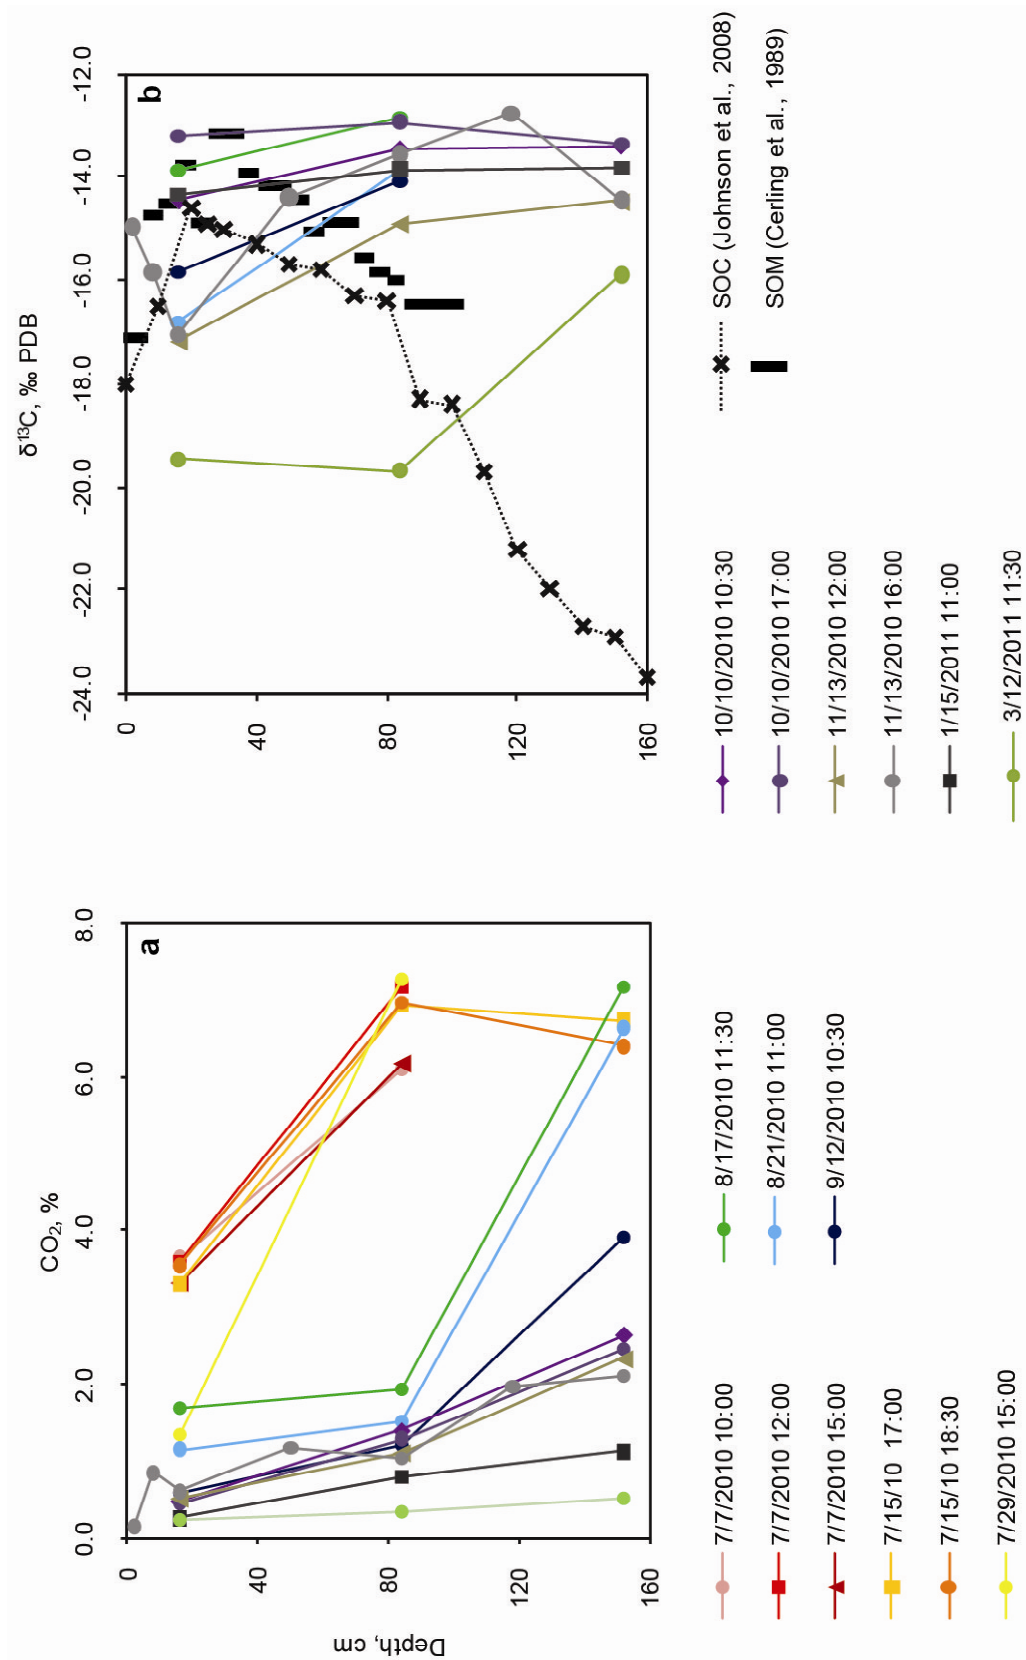 CO₂, %
0.0 2.0 4.0 6.0 8.0
a
0
40
80
120
160
Depth, cm
7/7/2010 10:00
7/7/2010 12:00
7/7/2010 15:00
7/15/10 17:00
7/15/10 18:30
7/29/2010 15:00
8/17/2010 11:30
8/21/2010 11:00
9/12/2010 10:30
δ¹³C, ‰ PDB
-24.0 -22.0 -20.0 -18.0 -16.0 -14.0 -12.0
b
0
40
80
120
160
10/10/2010 10:30
10/10/2010 17:00
11/13/2010 12:00
11/13/2010 16:00
1/15/2011 11:00
3/12/2011 11:30
SOC (Johnson et al., 2008)
SOM (Cerling et al., 1989)